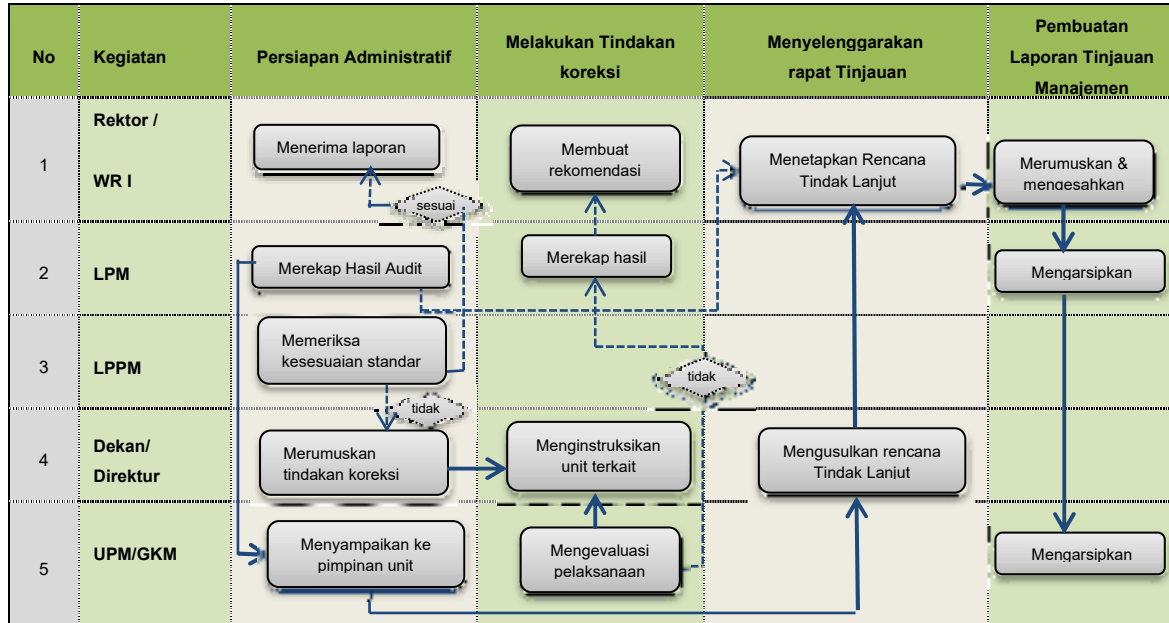 No
Kegiatan
Persiapan Administratif
Melakukan Tindakan
koreksi
Menyelenggarakan
rapat Tinjauan
Pembuatan
Laporan Tinjauan
Manajemen
1
Rektor /
WR I
Menerima laporan
sesuai
Membuat
rekomendasi
Menetapkan Rencana
Tindak Lanjut
Merumuskan &
mengesahkan
2
LPM
Merekap Hasil Audit
Merekap hasil
Mengarsipkan
3
LPPM
Memeriksa
kesesuaian standar
tidak
tidak
4
Dekan/
Direktur
Merumuskan
tindakan koreksi
Menginstruksikan
unit terkait
Mengusulkan rencana
Tindak Lanjut
5
UPM/GKM
Menyampaikan ke
pimpinan unit
Mengevaluasi
pelaksanaan
Mengarsipkan